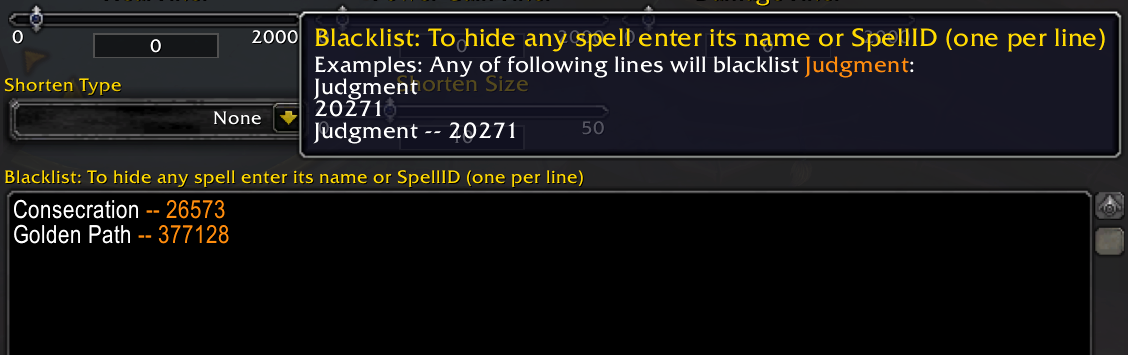 0
0
2000
Blacklist: To hide any spell enter its name or SpellID (one per line)
Examples: Any of following lines will blacklist Judgment:
Judgment
20271
Judgment -- 20271
Shorten Type
Shorten Size
None
10
50
Blacklist: To hide any spell enter its name or SpellID (one per line)
Consecration -- 26573
Golden Path -- 377128